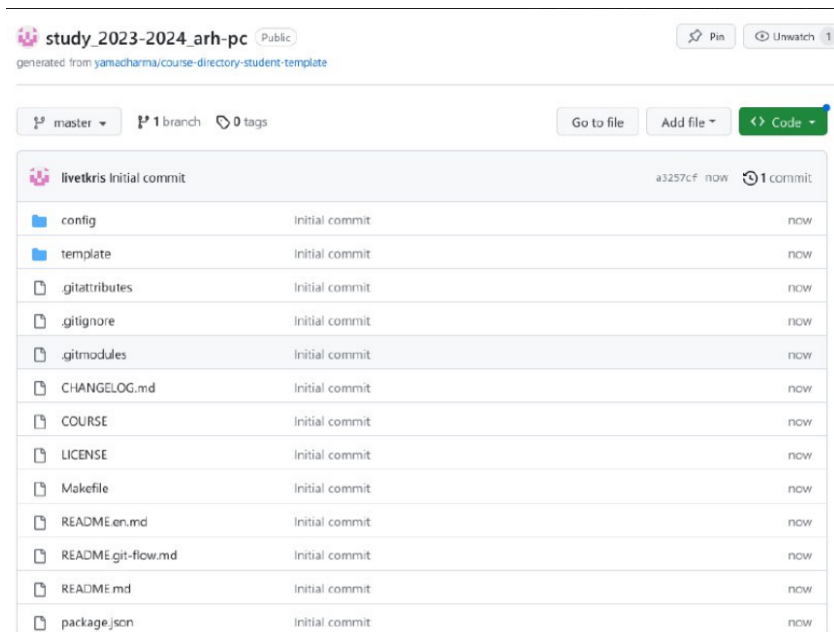 study_2023-2024_arh-pc Public Pin Unwatch 1
generated from yamadharma/course-directory-student-template
master 1 branch 0 tags Go to file Add file <> Code
livetkris Initial commit a3257cf now 1 commit
config Initial commit now
template Initial commit now
.gitattributes Initial commit now
.gitignore Initial commit now
.gitmodules Initial commit now
CHANGELOG.md Initial commit now
COURSE Initial commit now
LICENSE Initial commit now
Makefile Initial commit now
README.en.md Initial commit now
README.git-flow.md Initial commit now
README.md Initial commit now
package.json Initial commit now